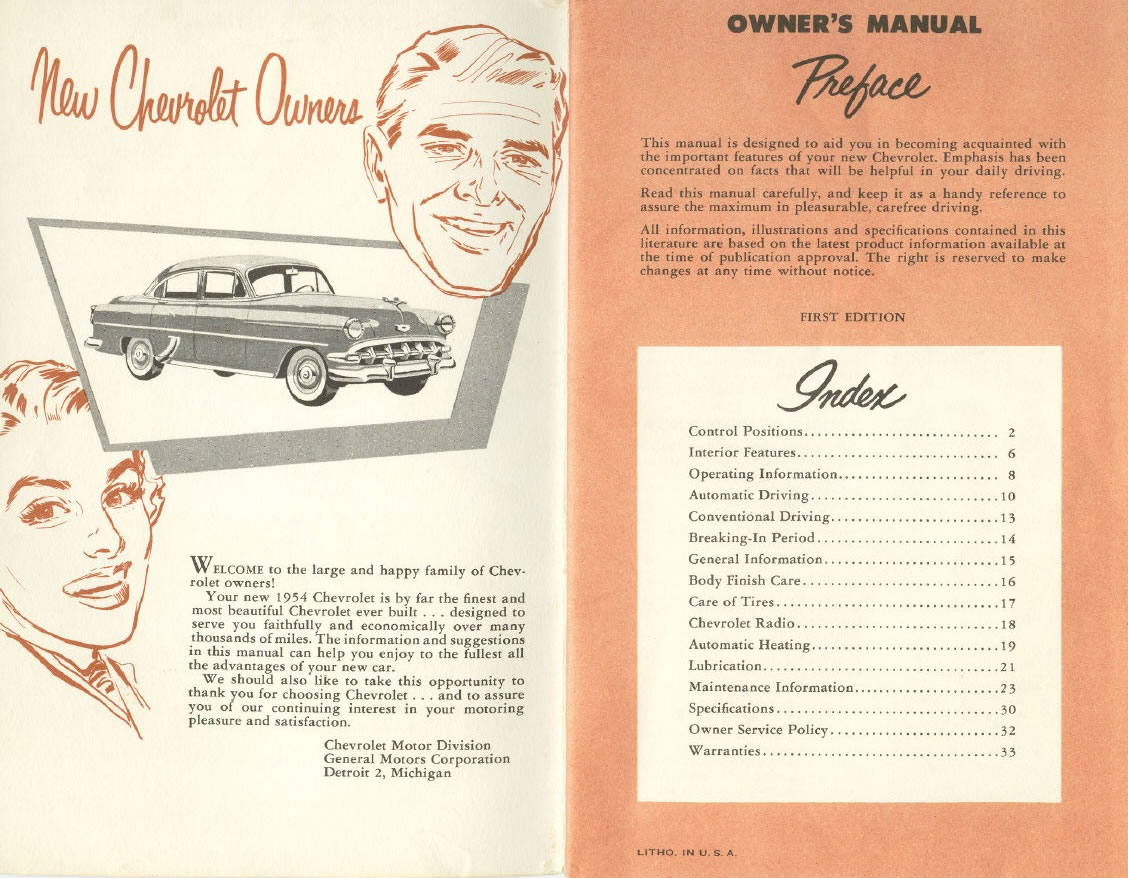 New Chevrolet Owners
WELCOME to the large and happy family of Chev-
rolet owners!
Your new 1954 Chevrolet is by far the finest and
most beautiful Chevrolet ever built . . . designed to
serve you faithfully and economically over many
thousands of miles. The information and suggestions
in this manual can help you enjoy to the fullest all
the advantages of your new car.
We should also like to take this opportunity to
thank you for choosing Chevrolet . . . and to assure
you of our continuing interest in your motoring
pleasure and satisfaction.
Chevrolet Motor Division
General Motors Corporation
Detroit 2, Michigan
OWNER'S MANUAL
Preface
This manual is designed to aid you in becoming acquainted with
the important features of your new Chevrolet. Emphasis has been
concentrated on facts that will be helpful in your daily driving.
Read this manual carefully, and keep it as a handy reference to
assure the maximum in pleasurable, carefree driving.
All information, illustrations and specifications contained in this
literature are based on the latest product information available at
the time of publication approval. The right is reserved to make
changes at any time without notice.
FIRST EDITION
Index
Control Positions............................ 2
Interior Features............................. 6
Operating Information....................... 8
Automatic Driving...........................10
Conventional Driving........................13
Breaking-In Period..........................14
General Information.........................15
Body Finish Care............................16
Care of Tires................................17
Chevrolet Radio.............................18
Automatic Heating...........................19
Lubrication..................................21
Maintenance Information.....................23
Specifications................................30
Owner Service Policy........................32
Warranties..................................33
LITHO. IN U. S. A.